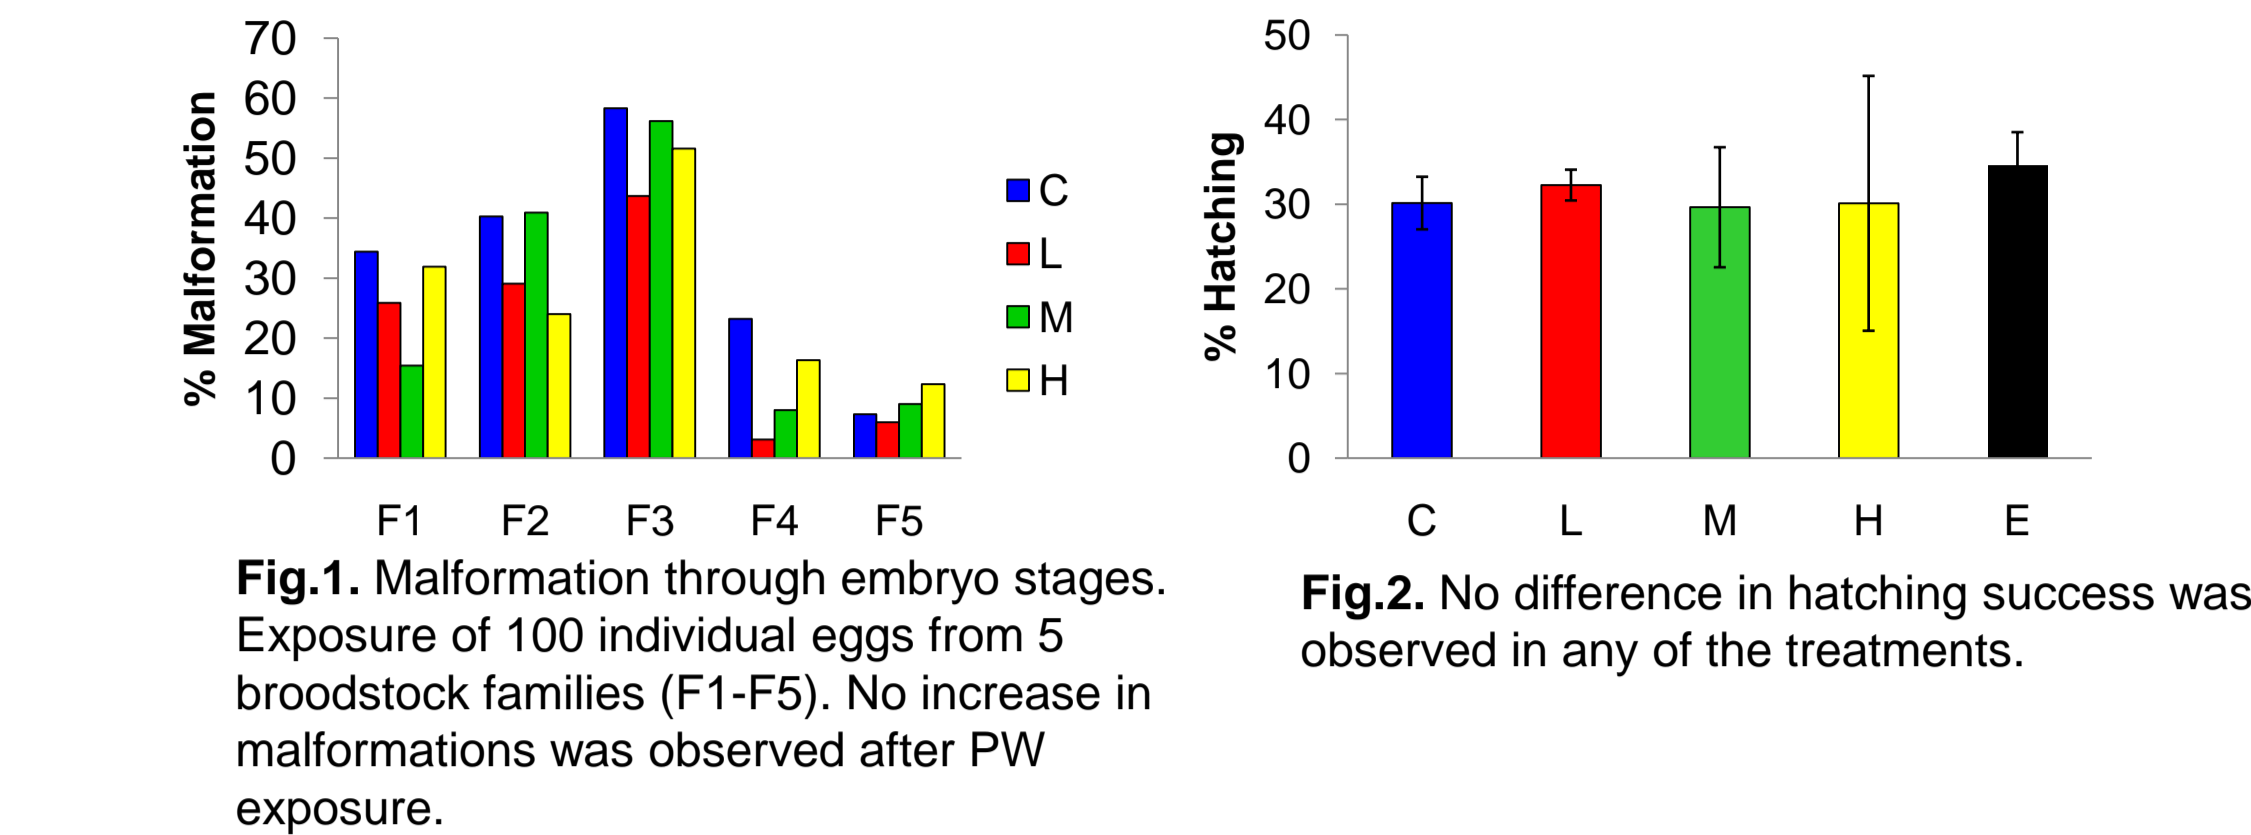 70
60
50
40
30
20
10
0
% Malformation
F1 F2 F3 F4 F5
C
L
M
H
Fig.1. Malformation through embryo stages.
Exposure of 100 individual eggs from 5
broodstock families (F1-F5). No increase in
malformations was observed after PW
exposure.
50
40
30
20
10
0
% Hatching
C L M H E
Fig.2. No difference in hatching success was
observed in any of the treatments.